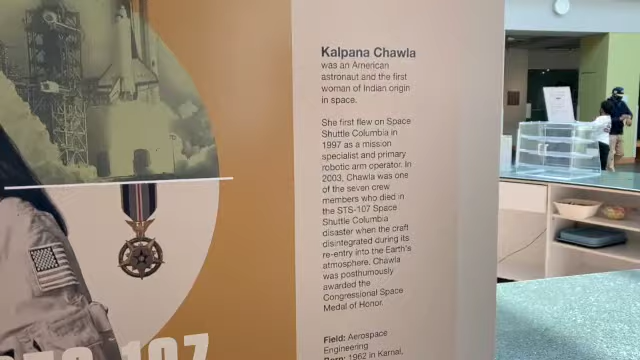 Kalpana Chawla
was an American
astronaut and the first
woman of Indian origin
in space.
She first flew on Space
Shuttle Columbia in
1997 as a mission
specialist and primary
robotic arm operator. In
2003, Chawla was one
of the seven crew
members who died in
the STS-107 Space
Shuttle Columbia
disaster when the craft
disintegrated during its
re-entry into the Earth's
atmosphere. Chawla
was posthumously
awarded the
Congressional Space
Medal of Honor.
Field: Aerospace
Engineering
Born: 1962 in Karnal,